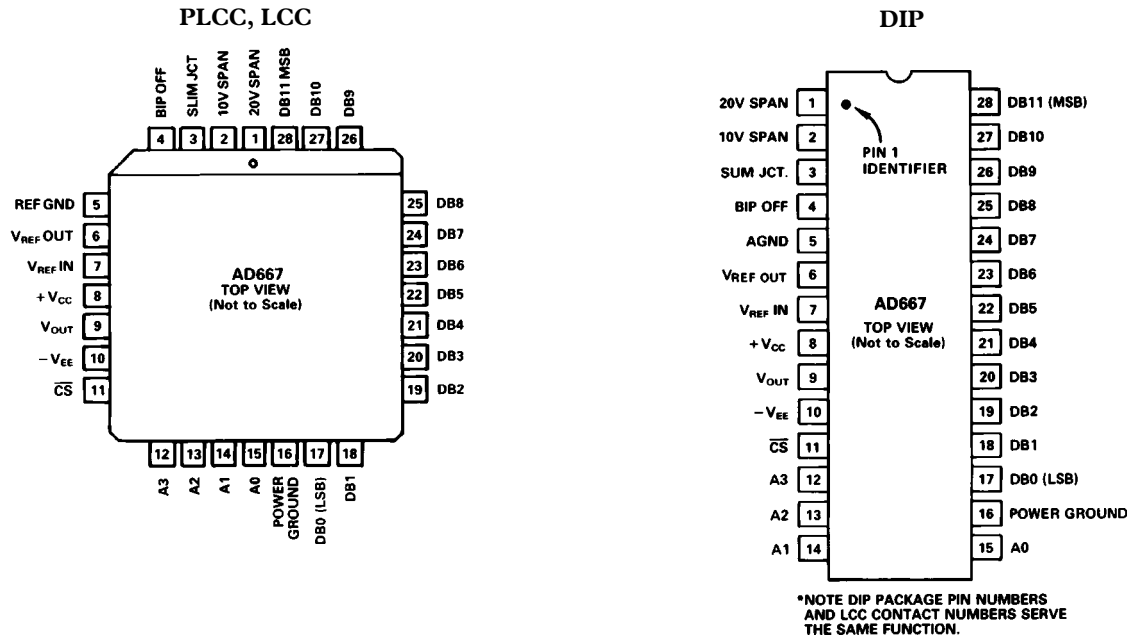 PLCC, LCC
BIP OFF
SLIM JCT
10V SPAN
20V SPAN
DB11 MSB
DB10
DB9
4 3 2 1 28 27 26
REF GND 5
VREF OUT 6
VREF IN 7
+VCC 8
VOUT 9
−VEE 10
CS 11
AD667
TOP VIEW
(Not to Scale)
25 DB8
24 DB7
23 DB6
22 DB5
21 DB4
20 DB3
19 DB2
12 13 14 15 16 17 18
A3
A2
A1
A0
POWER
GROUND
DB0 (LSB)
DB1
DIP
20V SPAN 1
10V SPAN 2
SUM JCT. 3
BIP OFF 4
AGND 5
VREF OUT 6
VREF IN 7
+VCC 8
VOUT 9
−VEE 10
CS 11
A3 12
A2 13
A1 14
PIN 1
IDENTIFIER
AD667
TOP VIEW
(Not to Scale)
28 DB11 (MSB)
27 DB10
26 DB9
25 DB8
24 DB7
23 DB6
22 DB5
21 DB4
20 DB3
19 DB2
18 DB1
17 DB0 (LSB)
16 POWER GROUND
15 A0
*NOTE DIP PACKAGE PIN NUMBERS
AND LCC CONTACT NUMBERS SERVE
THE SAME FUNCTION.